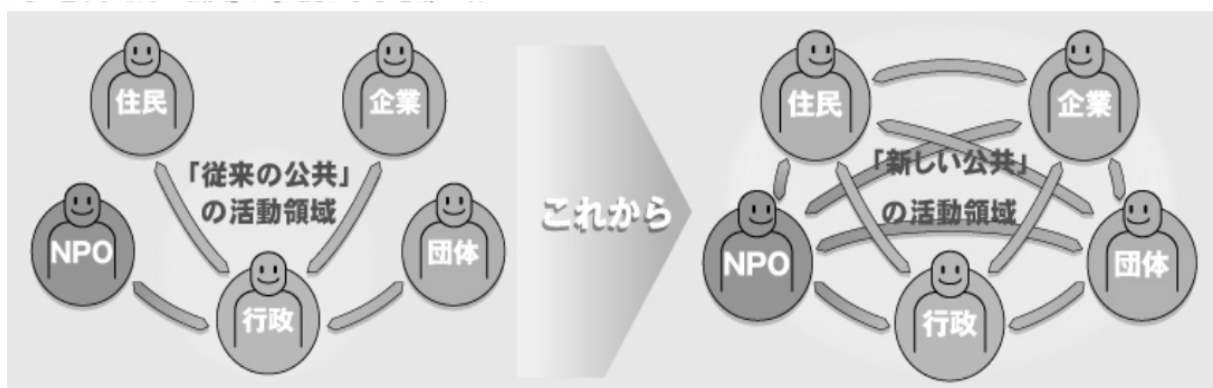 住民
企業
「従来の公共」
の活動領域
NPO
団体
行政
これから
住民
企業
「新しい公共」
の活動領域
NPO
団体
行政